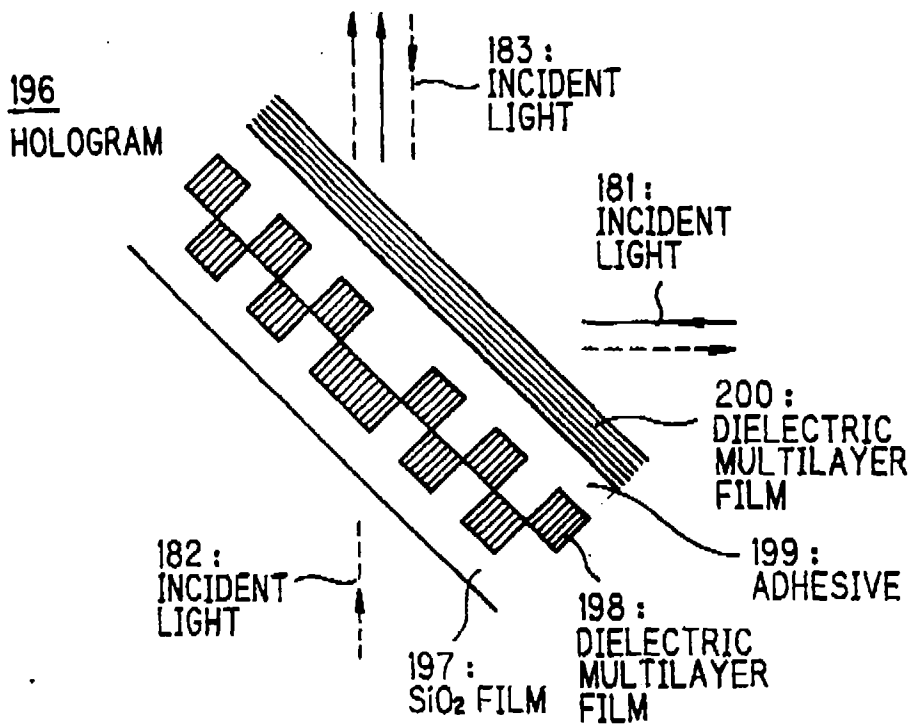 196
HOLOGRAM
183 :
INCIDENT
LIGHT
181 :
INCIDENT
LIGHT
200 :
DIELECTRIC
MULTILAYER
FILM
199 :
ADHESIVE
182 :
INCIDENT
LIGHT
198 :
DIELECTRIC
MULTILAYER
FILM
197 :
SiO₂ FILM